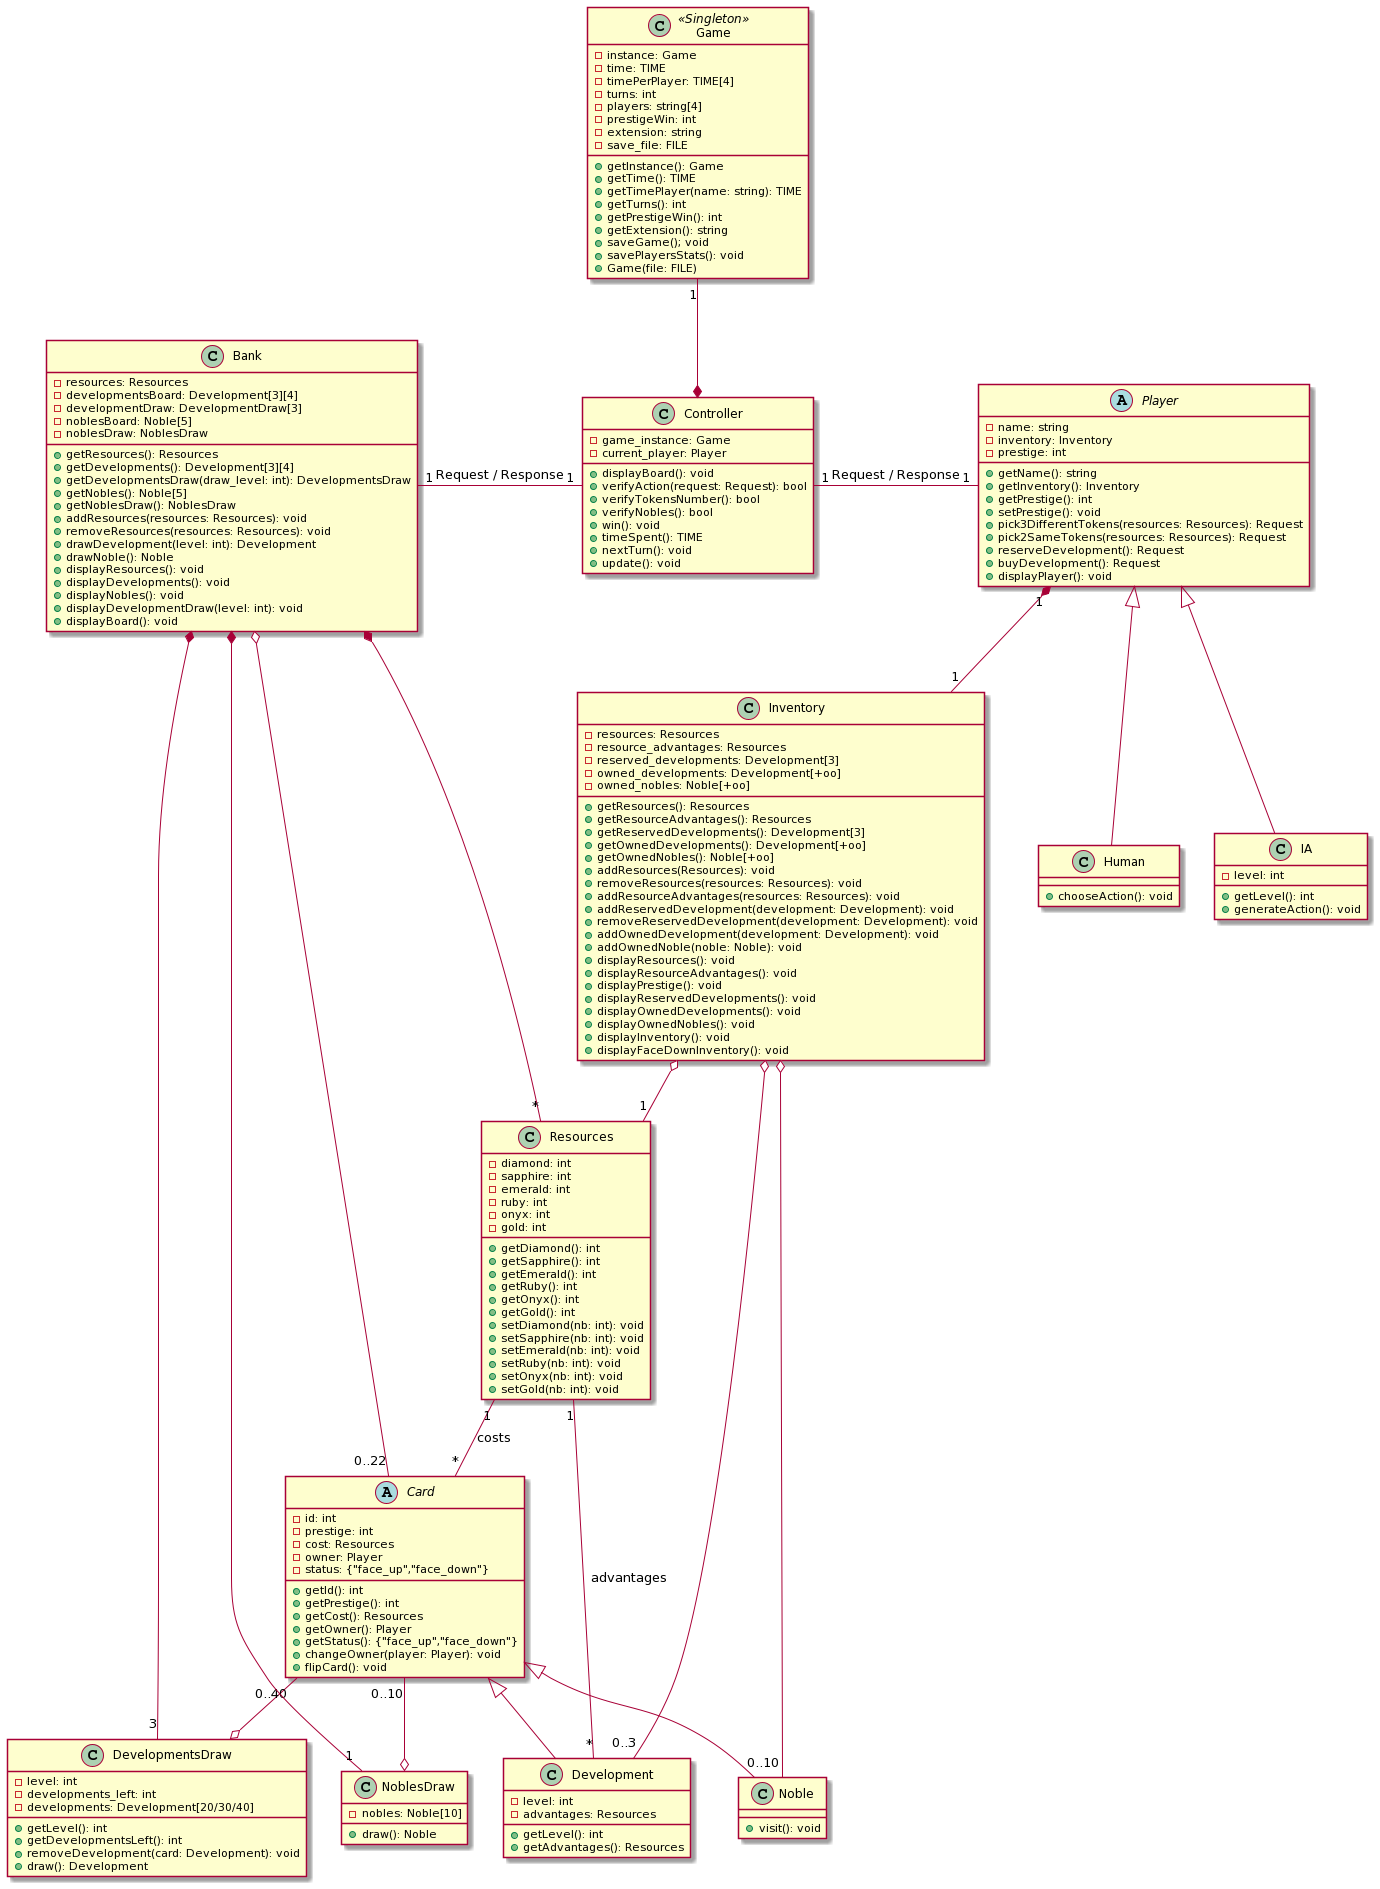 C «Singleton»
Game
instance: Game
time: TIME
timePerPlayer: TIME[4]
turns: int
players: string[4]
prestigeWin: int
extension: string
save_file: FILE
getInstance(): Game
getTime(): TIME
getTimePlayer(name: string): TIME
getTurns(): int
getPrestigeWin(): int
getExtension(): string
saveGame(); void
savePlayersStats(): void
Game(file: FILE)
1
C Bank
resources: Resources
developmentsBoard: Development[3][4]
developmentDraw: DevelopmentDraw[3]
noblesBoard: Noble[5]
noblesDraw: NoblesDraw
getResources(): Resources
getDevelopments(): Development[3][4]
getDevelopmentsDraw(draw_level: int): DevelopmentsDraw
getNobles(): Noble[5]
getNoblesDraw(): NoblesDraw
addResources(resources: Resources): void
removeResources(resources: Resources): void
drawDevelopment(level: int): Development
drawNoble(): Noble
displayResources(): void
displayDevelopments(): void
displayNobles(): void
displayDevelopmentDraw(level: int): void
displayBoard(): void
1 Request / Response 1
C Controller
game_instance: Game
current_player: Player
displayBoard(): void
verifyAction(request: Request): bool
verifyTokensNumber(): bool
verifyNobles(): bool
win(): void
timeSpent(): TIME
nextTurn(): void
update(): void
1 Request / Response 1
A Player
name: string
inventory: Inventory
prestige: int
getName(): string
getInventory(): Inventory
getPrestige(): int
setPrestige(): void
pick3DifferentTokens(resources: Resources): Request
pick2SameTokens(resources: Resources): Request
reserveDevelopment(): Request
buyDevelopment(): Request
displayPlayer(): void
1
1
C Inventory
resources: Resources
resource_advantages: Resources
reserved_developments: Development[3]
owned_developments: Development[+oo]
owned_nobles: Noble[+oo]
getResources(): Resources
getResourceAdvantages(): Resources
getReservedDevelopments(): Development[3]
getOwnedDevelopments(): Development[+oo]
getOwnedNobles(): Noble[+oo]
addResources(Resources): void
removeResources(resources: Resources): void
addResourceAdvantages(resources: Resources): void
addReservedDevelopment(development: Development): void
removeReservedDevelopment(development: Development): void
addOwnedDevelopment(development: Development): void
addOwnedNoble(noble: Noble): void
displayResources(): void
displayResourceAdvantages(): void
displayPrestige(): void
displayReservedDevelopments(): void
displayOwnedDevelopments(): void
displayOwnedNobles(): void
displayInventory(): void
displayFaceDownInventory(): void
C Human
chooseAction(): void
C IA
level: int
getLevel(): int
generateAction(): void
*
1
C Resources
diamond: int
sapphire: int
emerald: int
ruby: int
onyx: int
gold: int
getDiamond(): int
getSapphire(): int
getEmerald(): int
getRuby(): int
getOnyx(): int
getGold(): int
setDiamond(nb: int): void
setSapphire(nb: int): void
setEmerald(nb: int): void
setRuby(nb: int): void
setOnyx(nb: int): void
setGold(nb: int): void
1
1
costs
0..22
*
A Card
id: int
prestige: int
cost: Resources
owner: Player
status: {"face_up","face_down"}
getId(): int
getPrestige(): int
getCost(): Resources
getOwner(): Player
getStatus(): {"face_up","face_down"}
changeOwner(player: Player): void
flipCard(): void
advantages
0..40
0..10
3
1
*
0..3
0..10
C DevelopmentsDraw
level: int
developments_left: int
developments: Development[20/30/40]
getLevel(): int
getDevelopmentsLeft(): int
removeDevelopment(card: Development): void
draw(): Development
C NoblesDraw
nobles: Noble[10]
draw(): Noble
C Development
level: int
advantages: Resources
getLevel(): int
getAdvantages(): Resources
C Noble
visit(): void